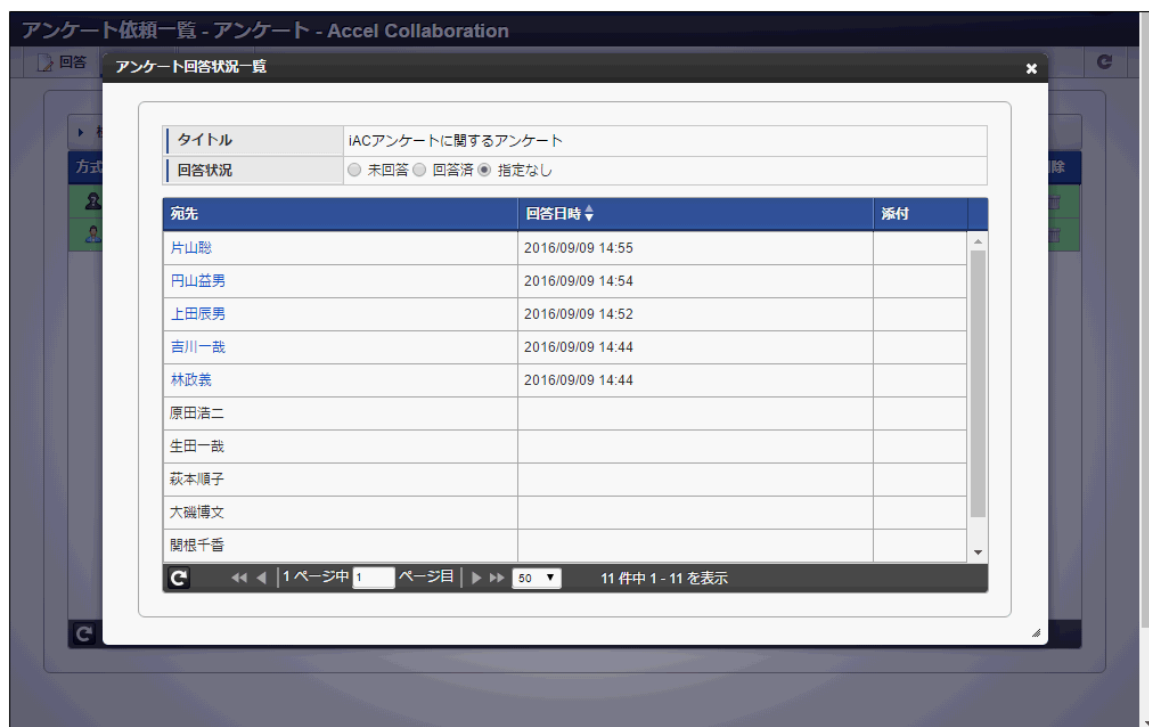 アンケート依頼一覧 - アンケート - Accel Collaboration
回答
アンケート回答状況一覧
タイトル iACアンケートに関するアンケート
回答状況 未回答 回答済 指定なし
方式
除
宛先 回答日時 添付
片山聡 2016/09/09 14:55
円山益男 2016/09/09 14:54
上田辰男 2016/09/09 14:52
吉川一哉 2016/09/09 14:44
林政義 2016/09/09 14:44
原田浩二
生田一哉
萩本順子
大磯博文
関根千香
1 ページ中 1 ページ目 50 11 件中 1 - 11 を表示